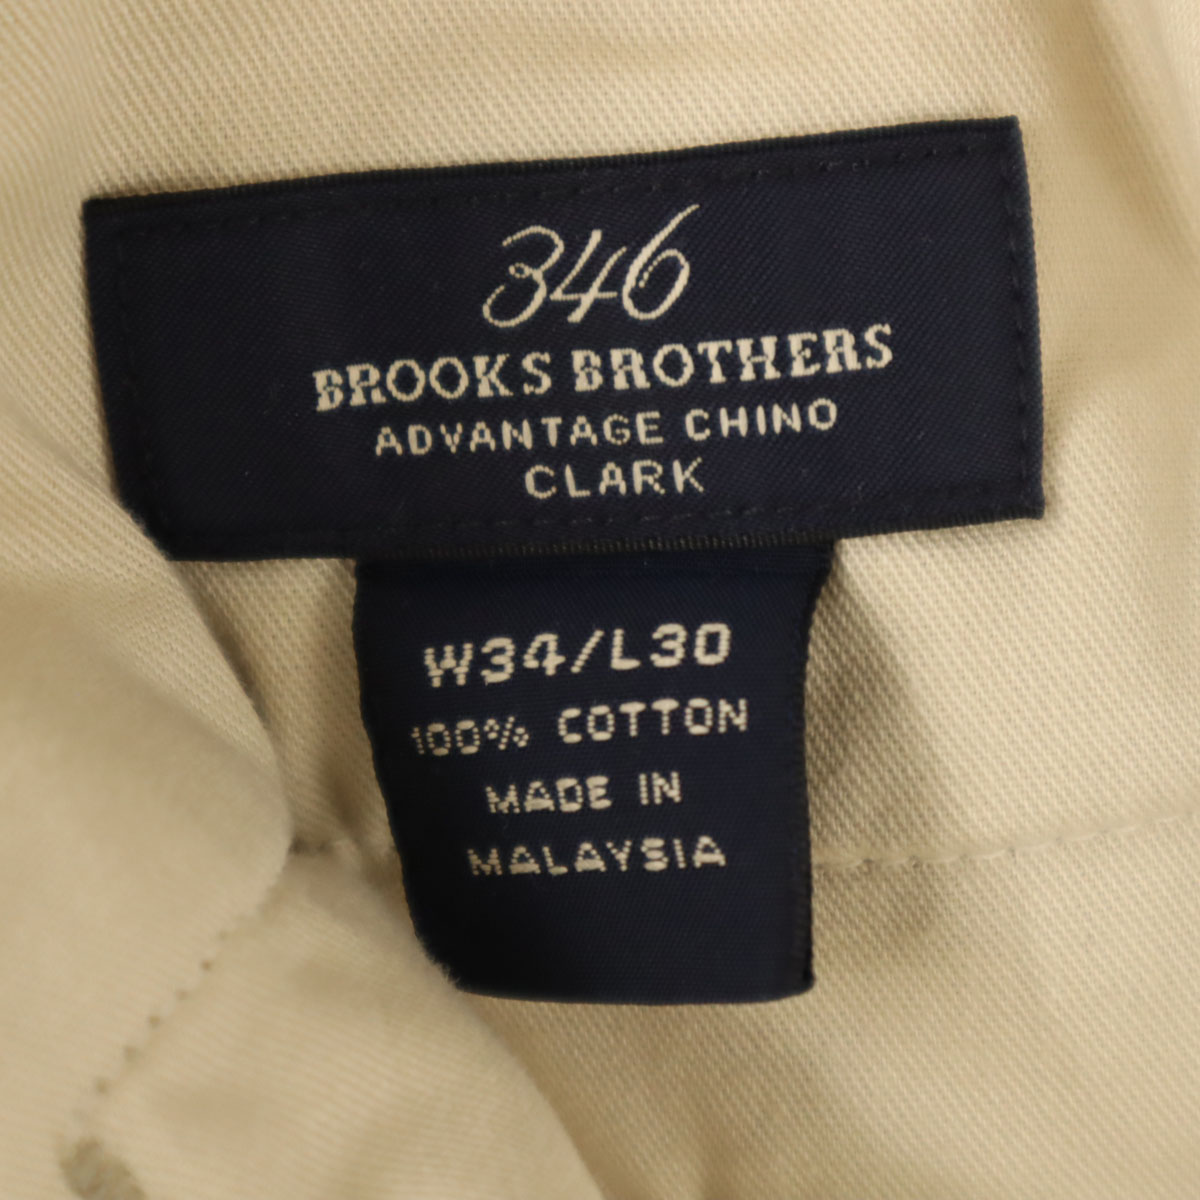 346
BROOKS BROTHERS
ADVANTAGE CHINO
CLARK
W34/L30
100% COTTON
MADE IN
MALAYSIA